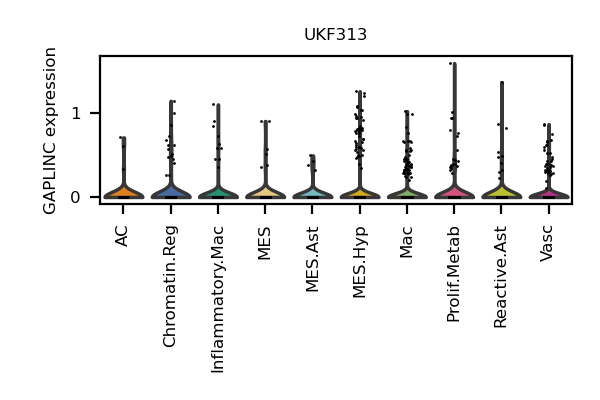 UKF313
GAPLINC expression
1
0
AC
Chromatin.Reg
Inflammatory.Mac
MES
MES.Ast
MES.Hyp
Mac
Prolif.Metab
Reactive.Ast
Vasc